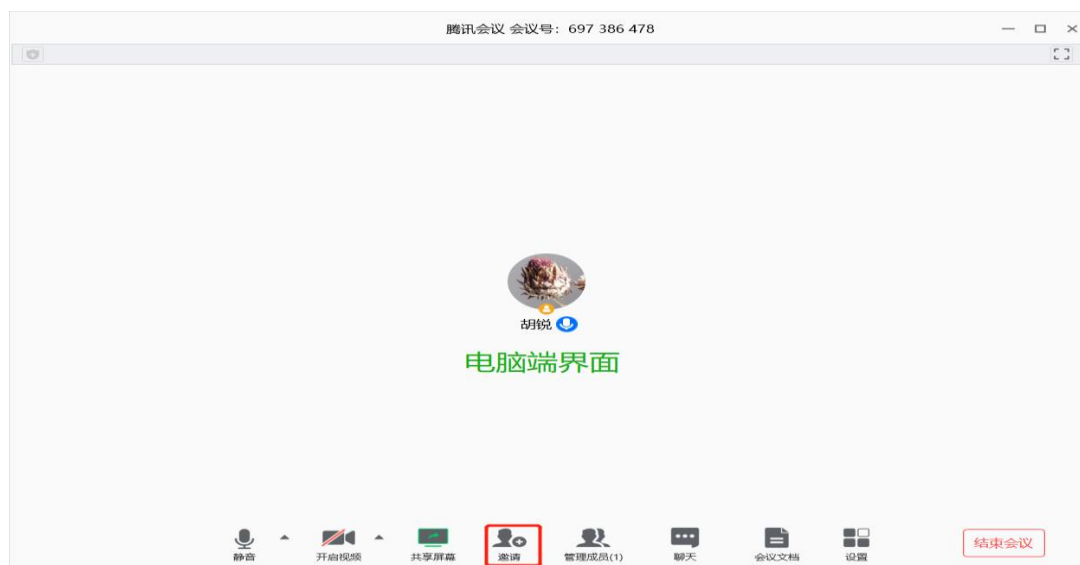 腾讯会议 会议号：697 386 478
胡锐
电脑端界面
静音 开启视频 共享屏幕 邀请 管理成员(1) 聊天 会议文档 设置 结束会议